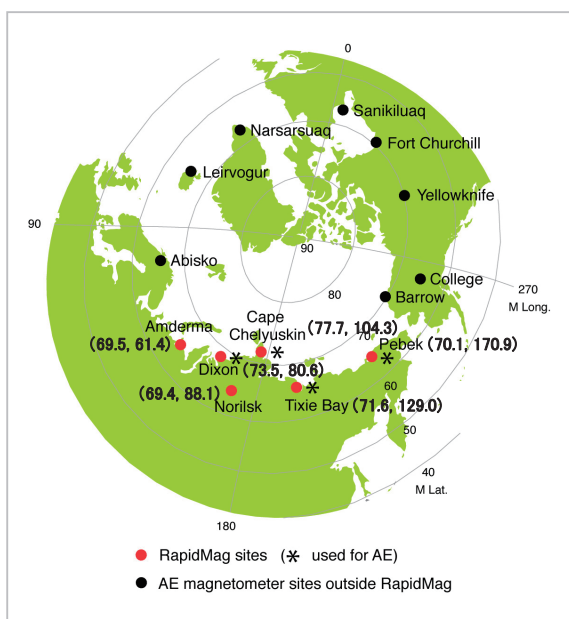 0
Sanikiluaq
Narsarsuaq
Fort Churchill
Leirvogur
Yellowknife
90
90
Abisko
College
270
M Long.
80
Barrow
Cape
Chelyuskin
(77.7, 104.3)
Amderma
(69.5, 61.4)
70
Pebek (70.1, 170.9)
*
*
Dixon (73.5, 80.6)
*
(69.4, 88.1)
Norilsk
*
60
Tixie Bay (71.6, 129.0)
50
40
M Lat.
180
RapidMag sites (* used for AE)
AE magnetometer sites outside RapidMag